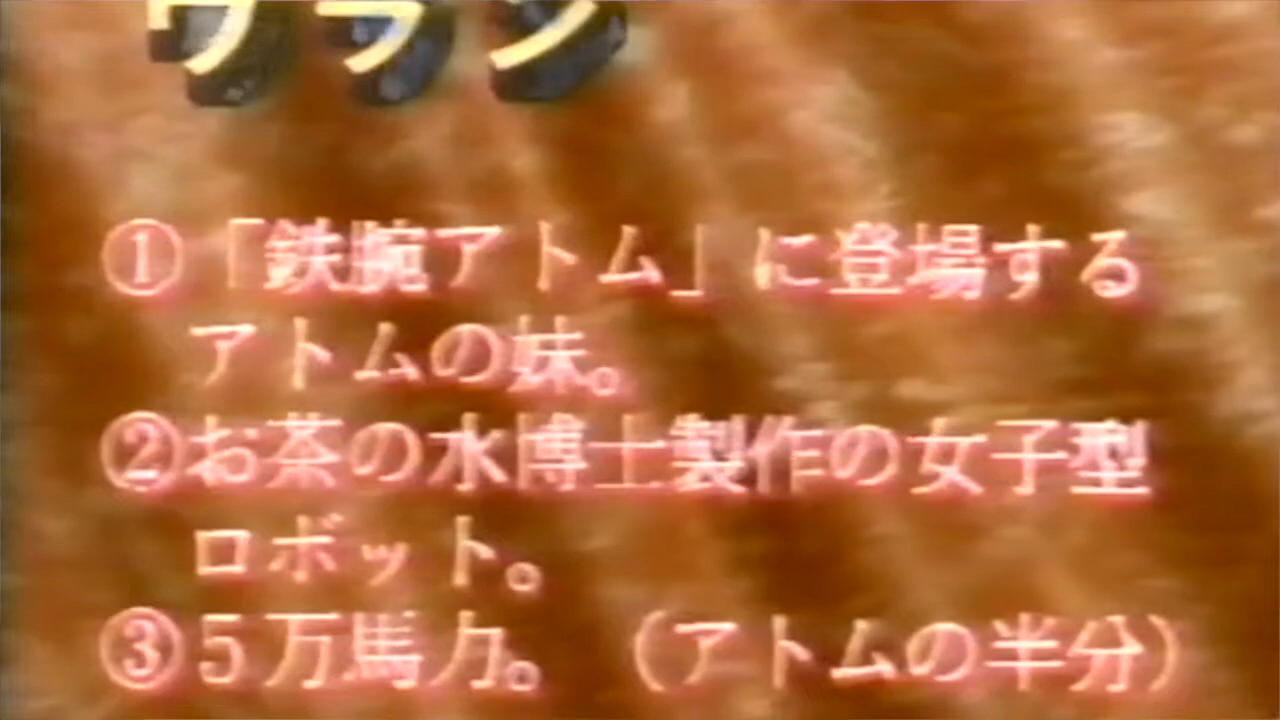 ウラン
①「鉄腕アトム」に登場する
アトムの妹。
②お茶の水博士製作の女子型
ロボット。
③5万馬力。（アトムの半分）